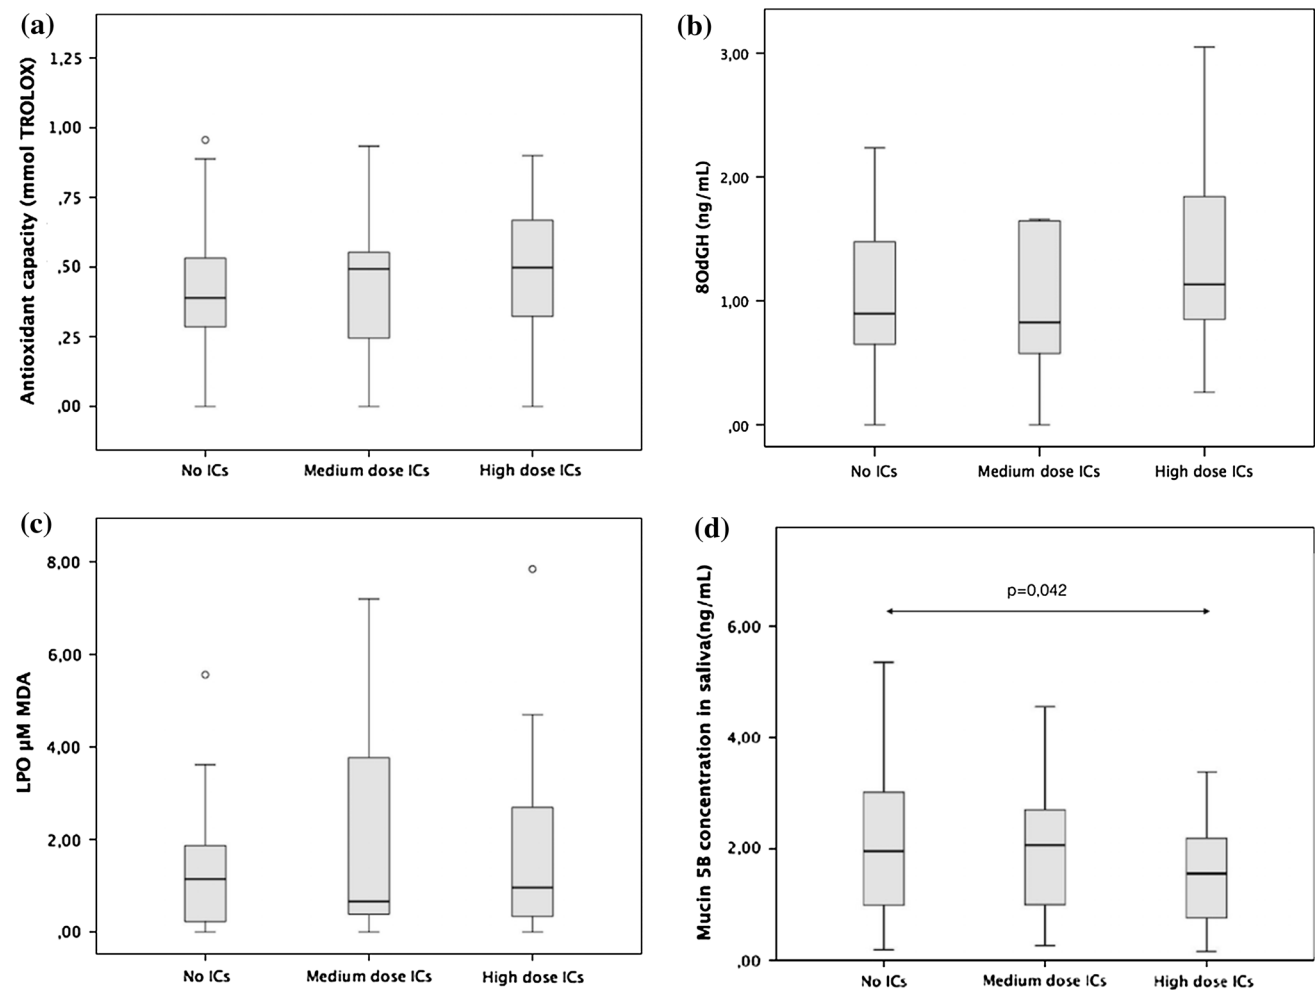 (a)
Antioxidant capacity (mmol TROLOX)
1,25
1,00
,75
,50
,25
,00
No ICs Medium dose ICs High dose ICs
(b)
8OdGH (ng/mL)
3,00
2,00
1,00
,00
No ICs Medium dose ICs High dose ICs
(c)
LPO µM MDA
8,00
6,00
4,00
2,00
,00
No ICs Medium dose ICs High dose ICs
(d)
Mucin 5B concentration in saliva(ng/mL)
p=0,042
6,00
4,00
2,00
,00
No ICs Medium dose ICs High dose ICs